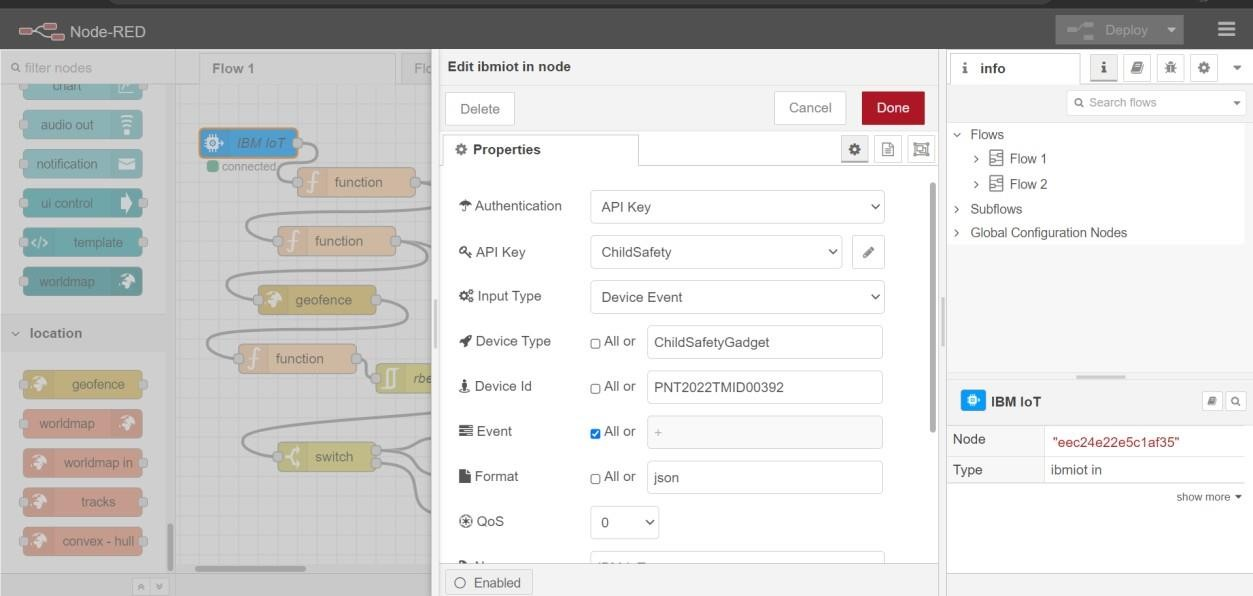 Node-RED
Deploy
filter nodes
chart
audio out
notification
ui control
template
worldmap
location
geofence
worldmap
worldmap in
tracks
convex - hull
Flow 1
IBM IoT
connected
function
function
geofence
function
rbe
switch
Edit ibmiot in node
Delete
Cancel
Done
Properties
Authentication
API Key
API Key
ChildSafety
Input Type
Device Event
Device Type
All or
ChildSafetyGadget
Device Id
All or
PNT2022TMID00392
Event
All or
+
Format
All or
json
QoS
0
Enabled
info
Search flows
Flows
Flow 1
Flow 2
Subflows
Global Configuration Nodes
IBM IoT
Node
"eec24e22e5c1af35"
Type
ibmiot in
show more